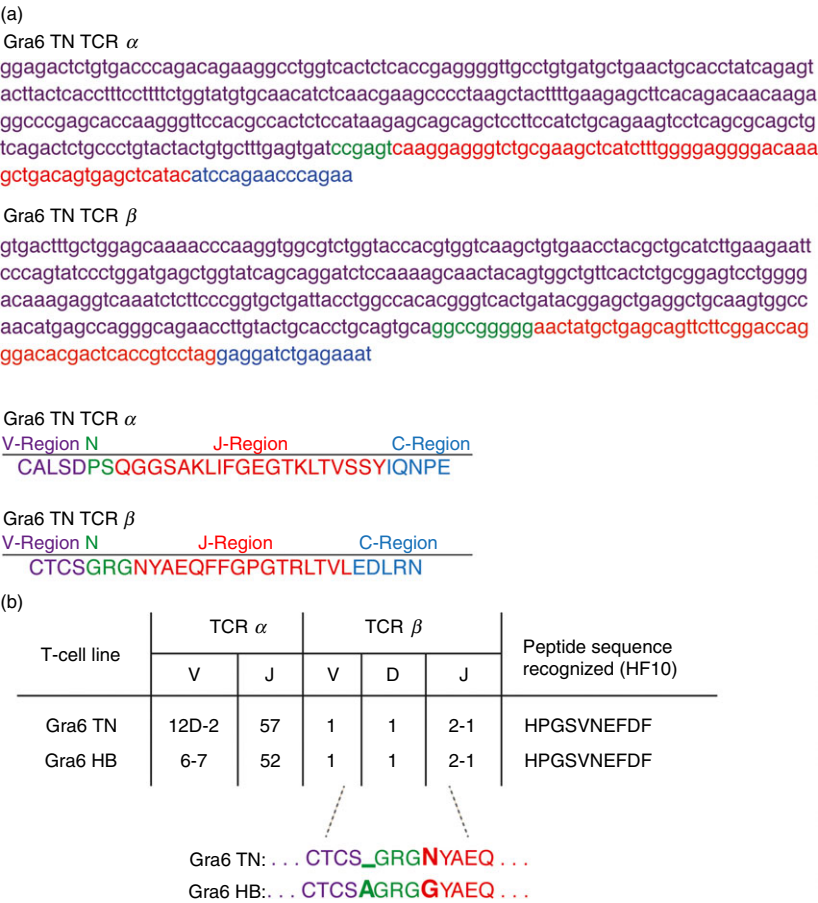 (a)
Gra6 TN TCR α
ggagactctgtgacccagacagaaggcctggtcactctcaccgaggggttgcctgtgatgctgaactgcacctatcagagt
acttactcacctttccttttctggtatgtgcaacatctcaacgaagcccctaagctacttttgaagagcttcacagacaacaaga
ggcccgagcaccaagggttccacgccactctccataagagcagcagctccttccatctgcagaagtcctcagcgcagctg
tcagactctgccctgtactactgtgctttgagtgatccgagtcaaggagggtctgcgaagctcatctttggggaggggacaaa
gctgacagtgagctcatacatccagaacccagaa
Gra6 TN TCR β
gtgactttgctggagcaaaacccaaggtggcgtctggtaccacgtggtcaagctgtgaacctacgctgcatcttgaagaatt
cccagtatccctggatgagctggtatcagcaggatctccaaaagcaactacagtggctgttcactctgcggagtcctgggg
acaaagaggtcaaatctcttcccggtgctgattacctggccacacgggtcactgatacggagctgaggctgcaagtggcc
aacatgagccagggcagaaccttgtactgcacctgcagtgcaggccgggggaactatgctgagcagttcttcggaccag
ggacacgactcaccgtcctaggaggatctgagaaat
Gra6 TN TCR α
V-Region N J-Region C-Region
CALSDPSQGGSAKLIFGEGTKLTVSSYIQNPE
Gra6 TN TCR β
V-Region N J-Region C-Region
CTCSGRGNYAEQFFGPGTRLTVLEDLRN
(b)
T-cell line TCR α TCR β Peptide sequence
recognized (HF10)
V J V D J
Gra6 TN 12D-2 57 1 1 2-1 HPGSVNEFDF
Gra6 HB 6-7 52 1 1 2-1 HPGSVNEFDF
Gra6 TN: . . . CTCS_GRGNYAEQ . . .
Gra6 HB:. . . CTCSAGRGGYAEQ . . .